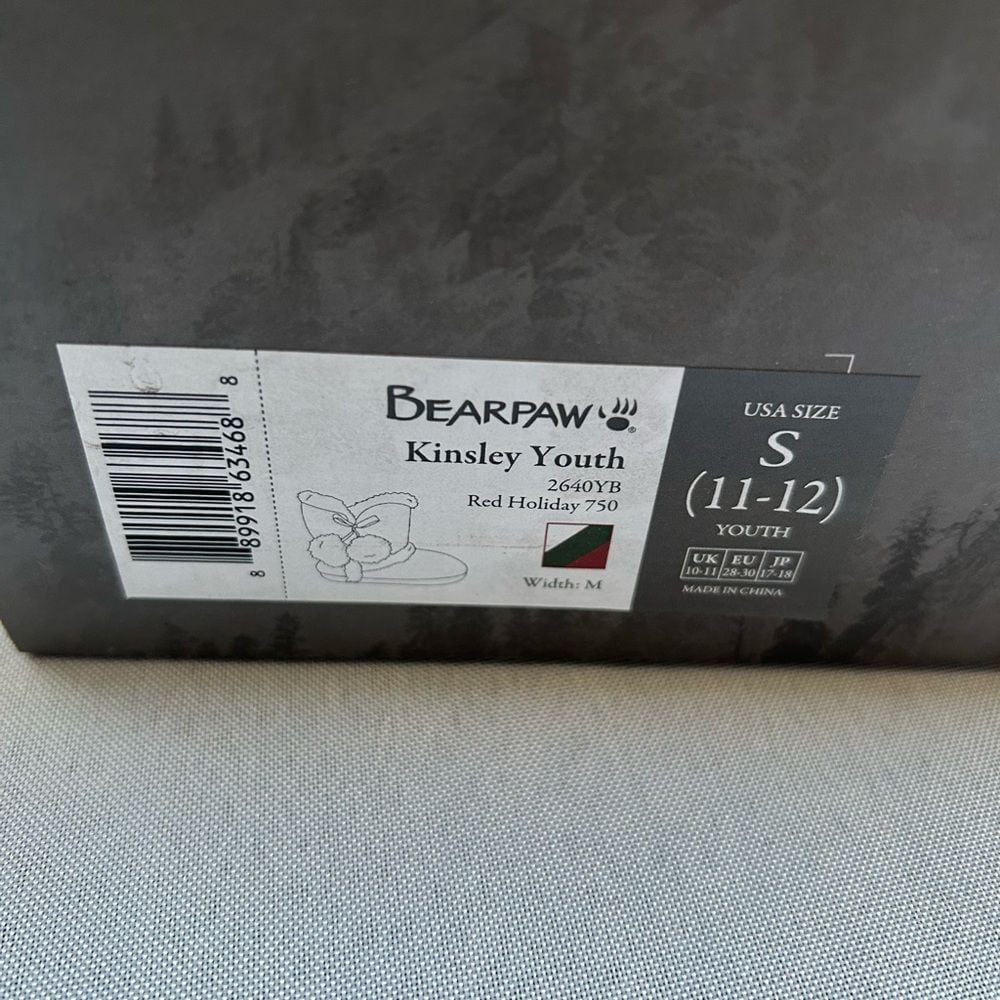 8 89918 63468 8
BEARPAW®
Kinsley Youth
2640YB
Red Holiday 750
Width: M
USA SIZE
S
(11-12)
YOUTH
UK EU JP
10-11 28-30 17-18
MADE IN CHINA